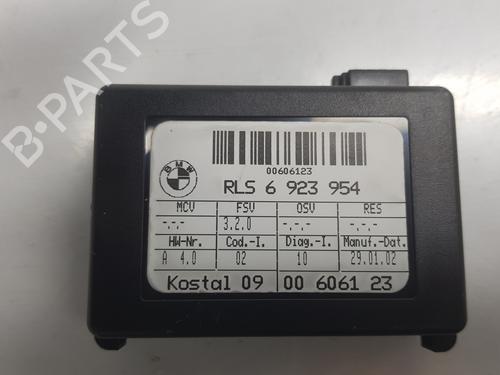 B-PARTS
BMW
00606123
RLS 6 923 954
MCV FSV OSV RES
-.-.- 3.2.0 -.-.- -.-.-
HW-Nr. Cod.-I. Diag.-I. Manuf.-Dat.
A 4.0 02 10 29.01.02
Kostal 09 00 6061 23